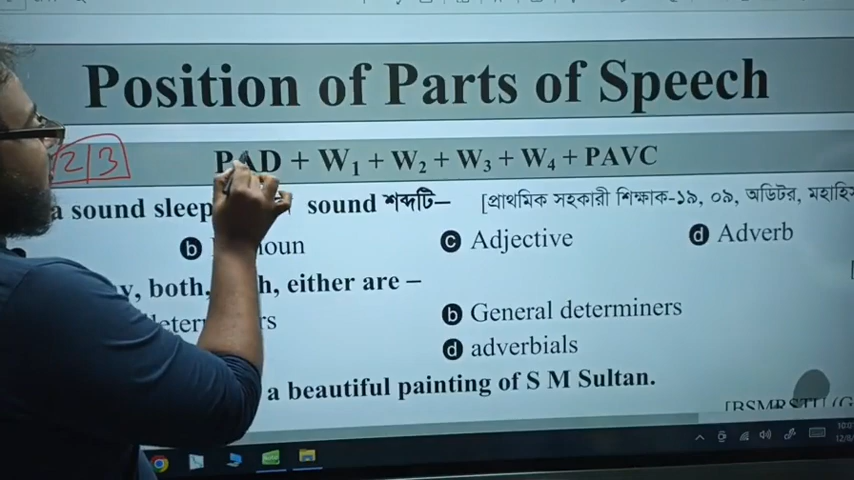 Position of Parts of Speech
2 3 PAD + W1 + W2 + W3 + W4 + PAVC
a sound sleep sound শব্দটি– [প্রাথমিক সহকারী শিক্ষক-১৯, ০৯, অডিটর,
b noun c Adjective d Adverb
both, either are –
b General determiners
d adverbials
a beautiful painting of S M Sultan.